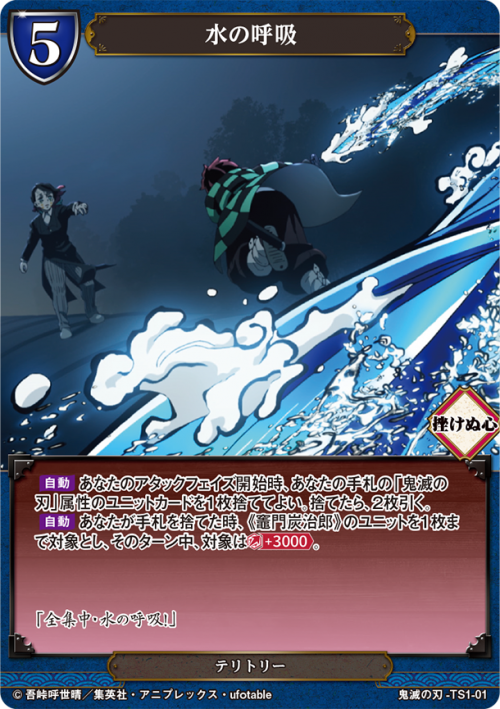 5
水の呼吸
挫けぬ心
自動 あなたのアタックフェイズ開始時、あなたの手札の『鬼滅の
刃』属性のユニットカードを1枚捨ててよい。捨てたら、2枚引く。
自動 あなたが手札を捨てた時、《竈門炭治郎》のユニットを1枚ま
で対象とし、そのターン中、対象は +3000 。
「全集中・水の呼吸!」
テリトリー
© 吾峠呼世晴／集英社・アニプレックス・ufotable
鬼滅の刃 -TS1-01